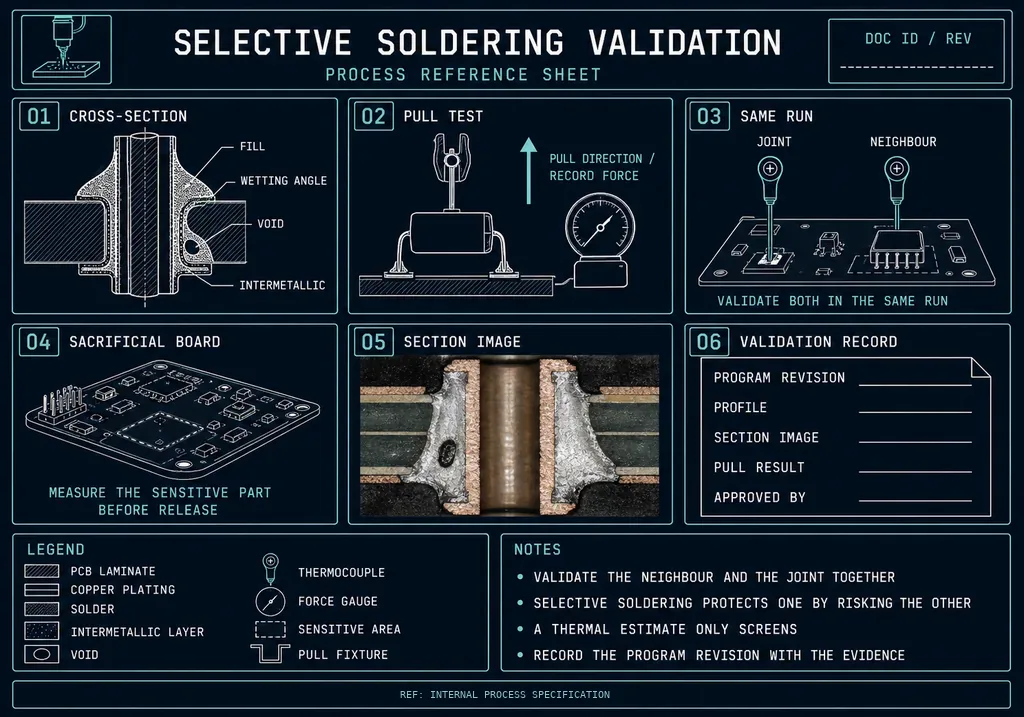 SELECTIVE SOLDERING VALIDATION
PROCESS REFERENCE SHEET
DOC ID / REV
01 CROSS-SECTION
FILL
WETTING ANGLE
VOID
INTERMETALLIC
02 PULL TEST
PULL DIRECTION /
RECORD FORCE
03 SAME RUN
JOINT
NEIGHBOUR
VALIDATE BOTH IN THE SAME RUN
04 SACRIFICIAL BOARD
MEASURE THE SENSITIVE PART
BEFORE RELEASE
05 SECTION IMAGE
06 VALIDATION RECORD
PROGRAM REVISION
PROFILE
SECTION IMAGE
PULL RESULT
APPROVED BY
LEGEND
PCB LAMINATE
COPPER PLATING
SOLDER
INTERMETALLIC LAYER
VOID
THERMOCOUPLE
FORCE GAUGE
SENSITIVE AREA
PULL FIXTURE
NOTES
• VALIDATE THE NEIGHBOUR AND THE JOINT TOGETHER
• SELECTIVE SOLDERING PROTECTS ONE BY RISKING THE OTHER
• A THERMAL ESTIMATE ONLY SCREENS
• RECORD THE PROGRAM REVISION WITH THE EVIDENCE
REF: INTERNAL PROCESS SPECIFICATION